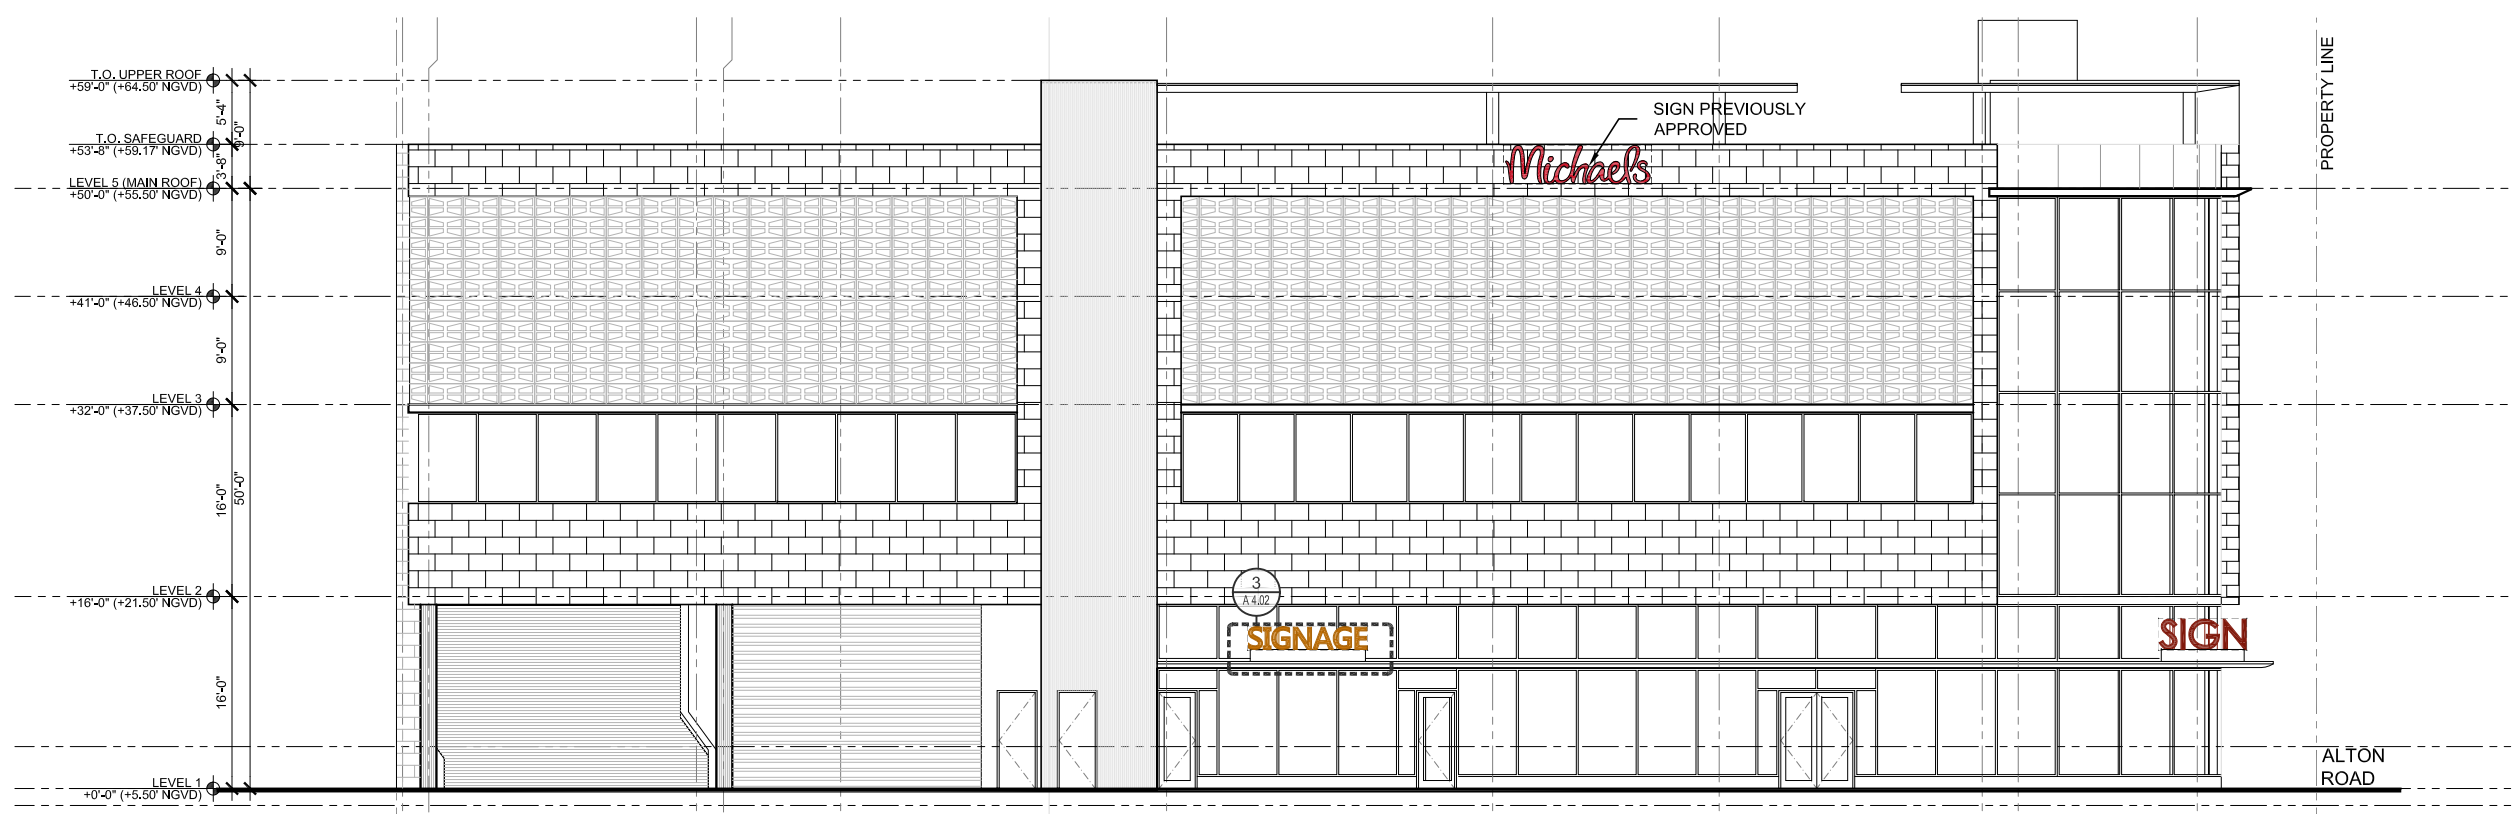 T.O. UPPER ROOF
+59'-0" (+64.50' NGVD)
5'-4"
9'-0"
T.O. SAFEGUARD
+53'-8" (+59.17' NGVD)
3'-8"
LEVEL 5 (MAIN ROOF)
+50'-0" (+55.50' NGVD)
9'-0"
LEVEL 4
+41'-0" (+46.50' NGVD)
9'-0"
LEVEL 3
+32'-0" (+37.50' NGVD)
16'-0"
50'-0"
LEVEL 2
+16'-0" (+21.50' NGVD)
16'-0"
LEVEL 1
+0'-0" (+5.50' NGVD)
SIGN PREVIOUSLY
APPROVED
Michaels
PROPERTY LINE
3
A 4.02
SIGNAGE
SIGN
ALTON
ROAD